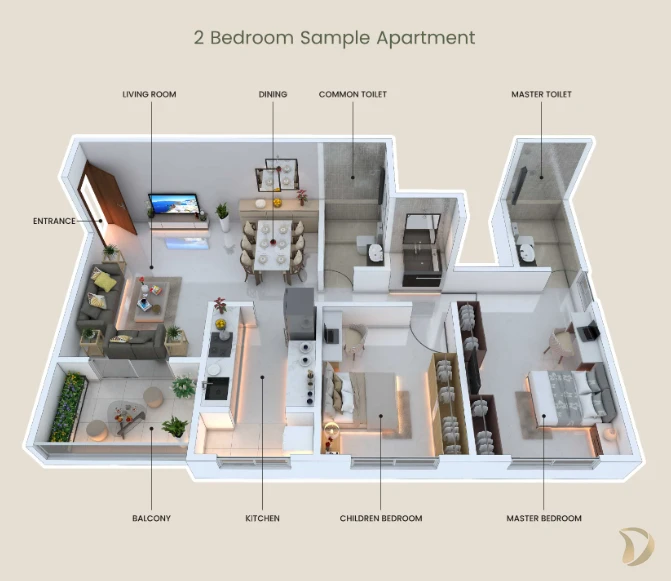 2 Bedroom Sample Apartment
LIVING ROOM
DINING
COMMON TOILET
MASTER TOILET
ENTRANCE
BALCONY
KITCHEN
CHILDREN BEDROOM
MASTER BEDROOM